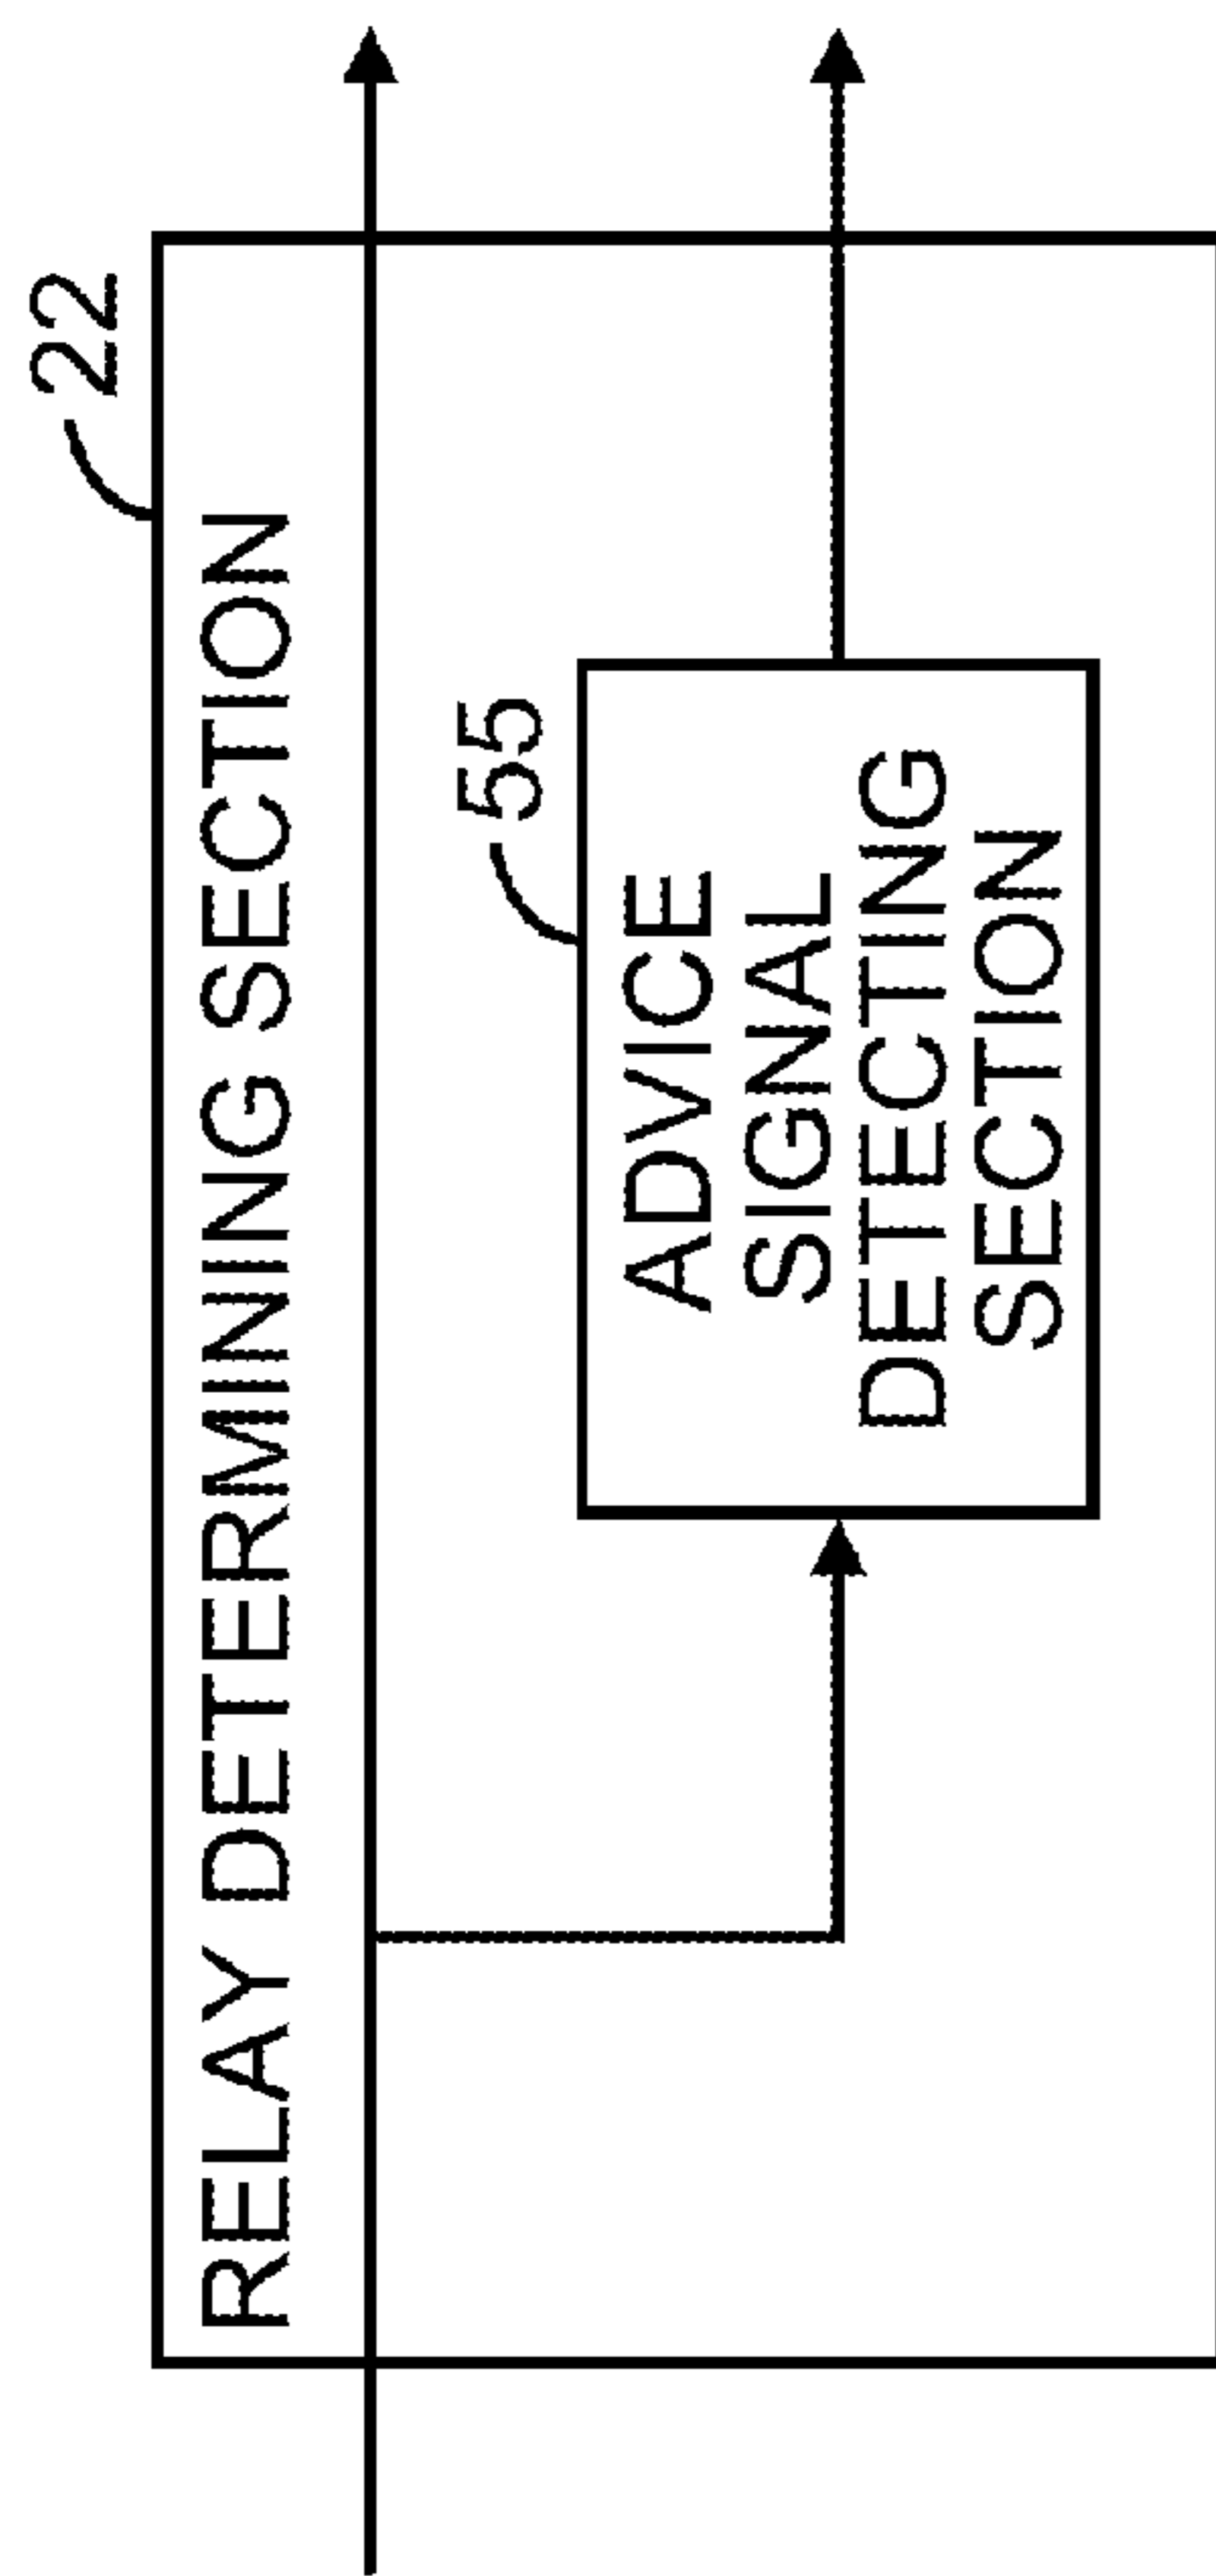 22
RELAY DETERMINING SECTION
55
ADVICE
SIGNAL
DETECTING
SECTION